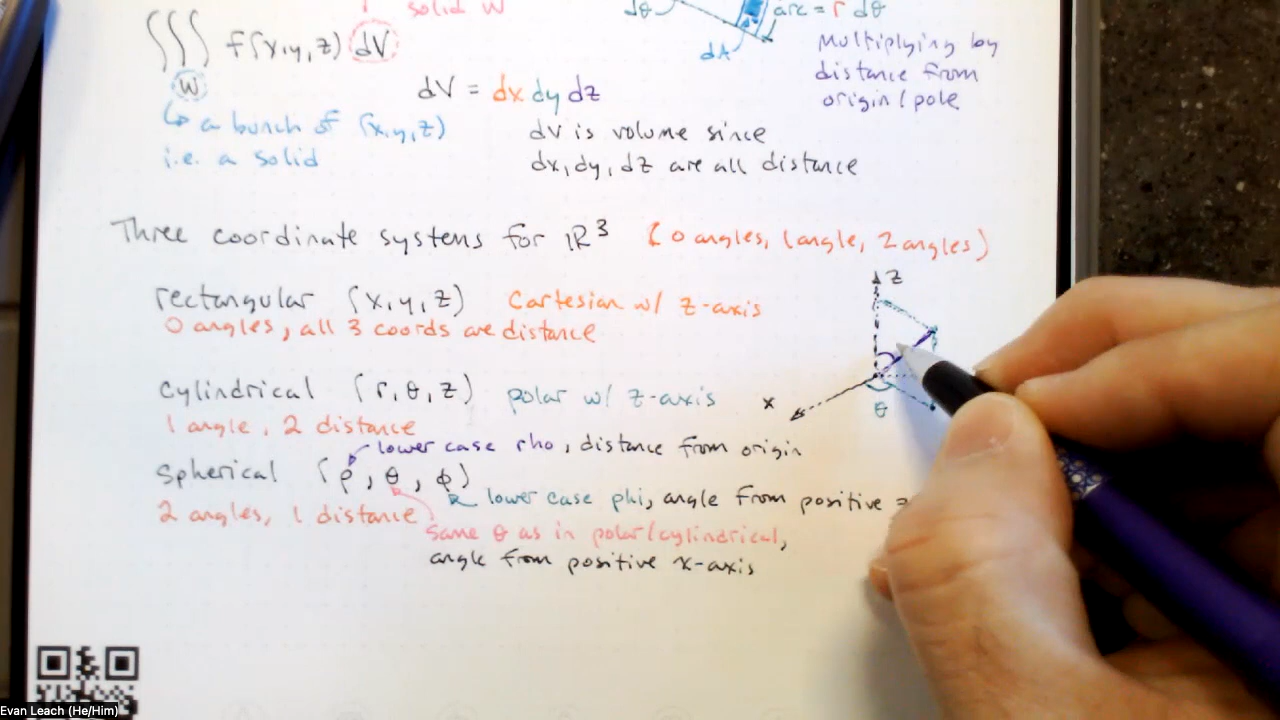 solid W
dθ
arc = r dθ
∭ f(x,y,z) dV
W
dA
Multiplying by
distance from
origin/pole
dV = dx dy dz
↳ a bunch of (x,y,z)
i.e. a solid
dV is volume since
dx, dy, dz are all distance
Three coordinate systems for ℝ³ (0 angles, 1 angle, 2 angles)
rectangular (x,y,z) Cartesian w/ z-axis
0 angles, all 3 coords are distance
z
x
θ
cylindrical (r, θ, z) polar w/ z-axis
1 angle, 2 distance
lower case rho, distance from origin
spherical (ρ, θ, ϕ)
lower case phi, angle from positive
2 angles, 1 distance
same θ as in polar/cylindrical,
angle from positive x-axis
Evan Leach (He/Him)